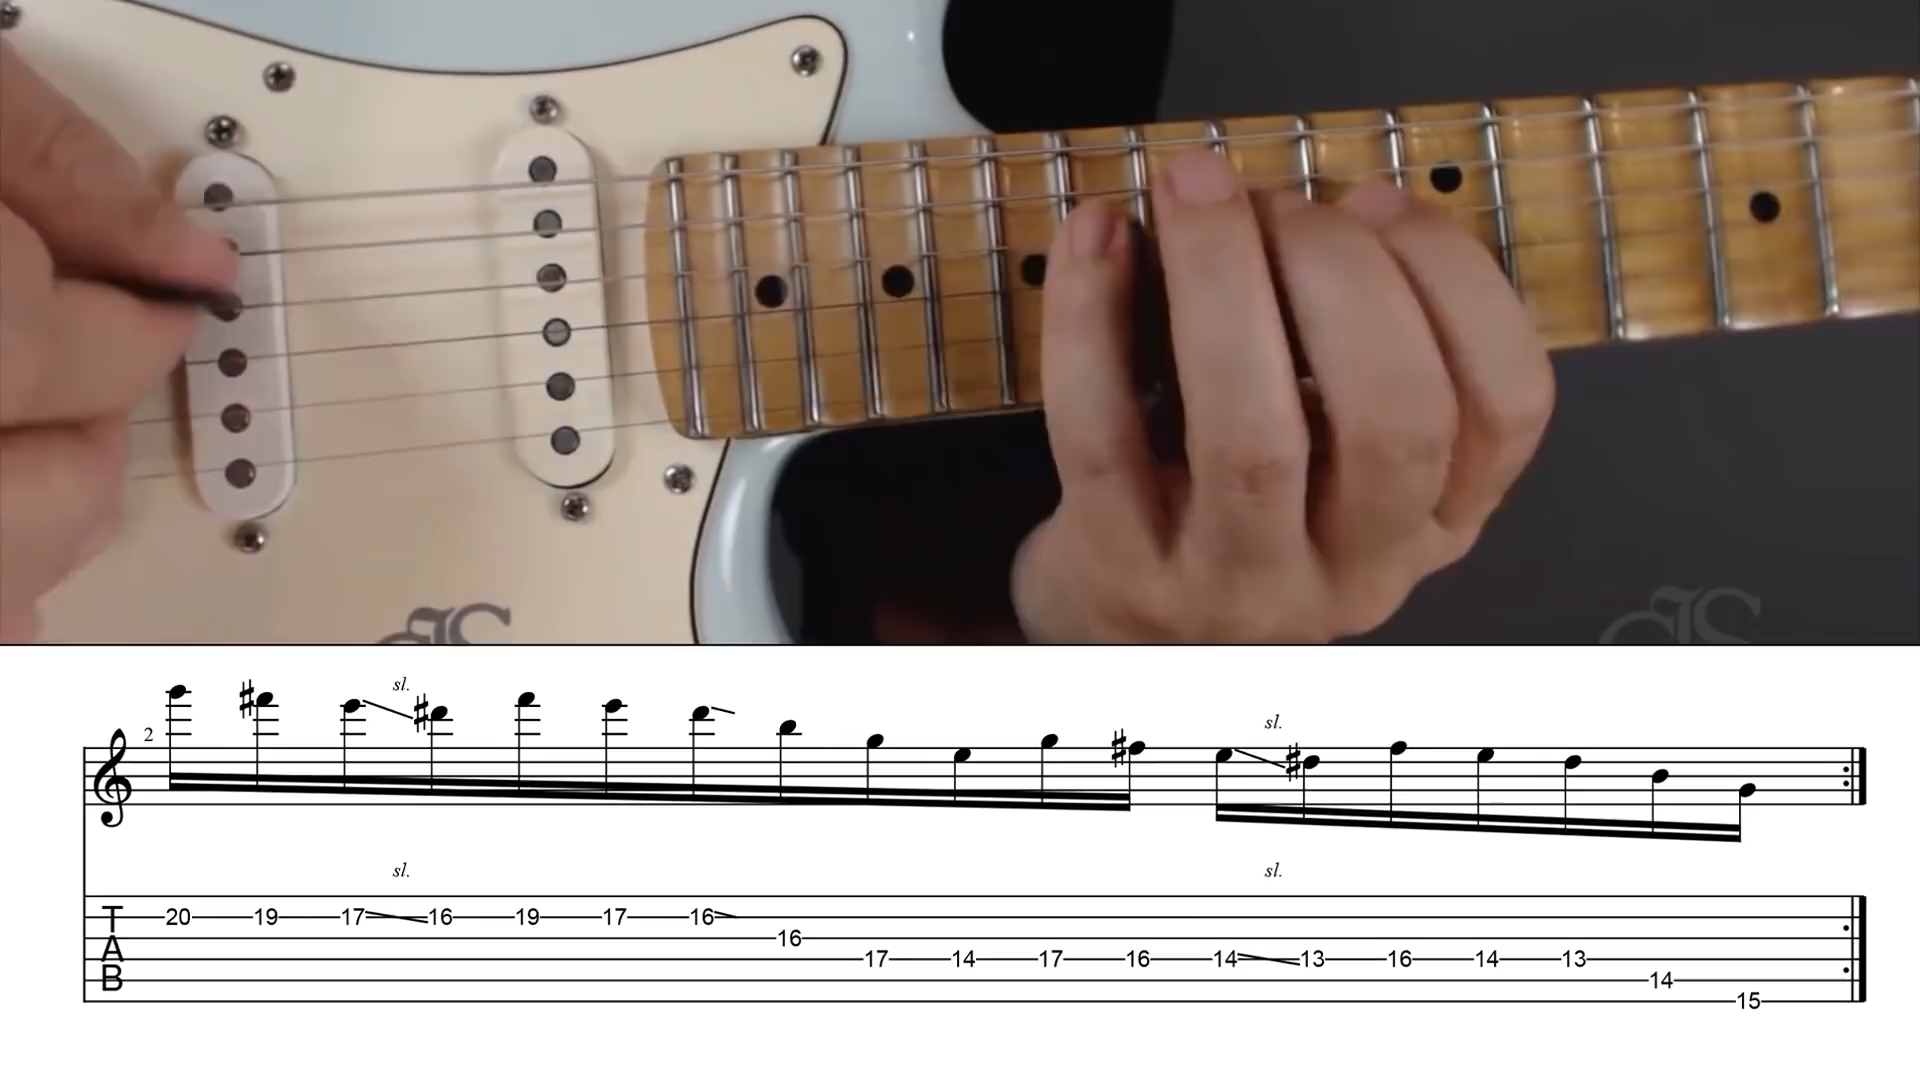 sl. sl.
2
sl. sl.
T 20 19 17 16 19 17 16
16
A 17 14 17 16 14 13 16 14 13
B 14
15